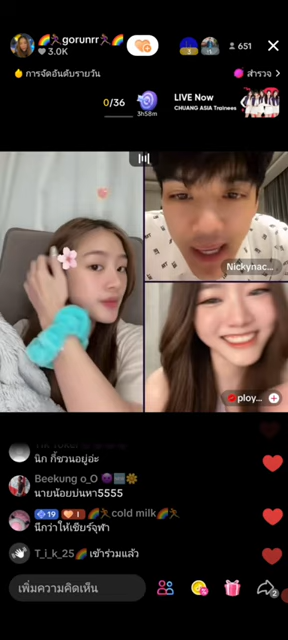 🌈🏃gorunrr🏃🌈
3.0K
651
การจัดอันดับรายวัน
สำรวจ >
0/36
3h58m
LIVE Now
CHUANG ASIA Trainees
Nickynac...
ploy...
นิก กี้ชวนอยู่อ่ะ
Beekung o_O 😈🆕🌸
นายน้อยปนหา5555
19 1 🌈🏃cold milk🌈🏃
นึกว่าให้เชียร์จุฬา
T_i_k_25🌈 เข้าร่วมแล้ว
เพิ่มความคิดเห็น
2